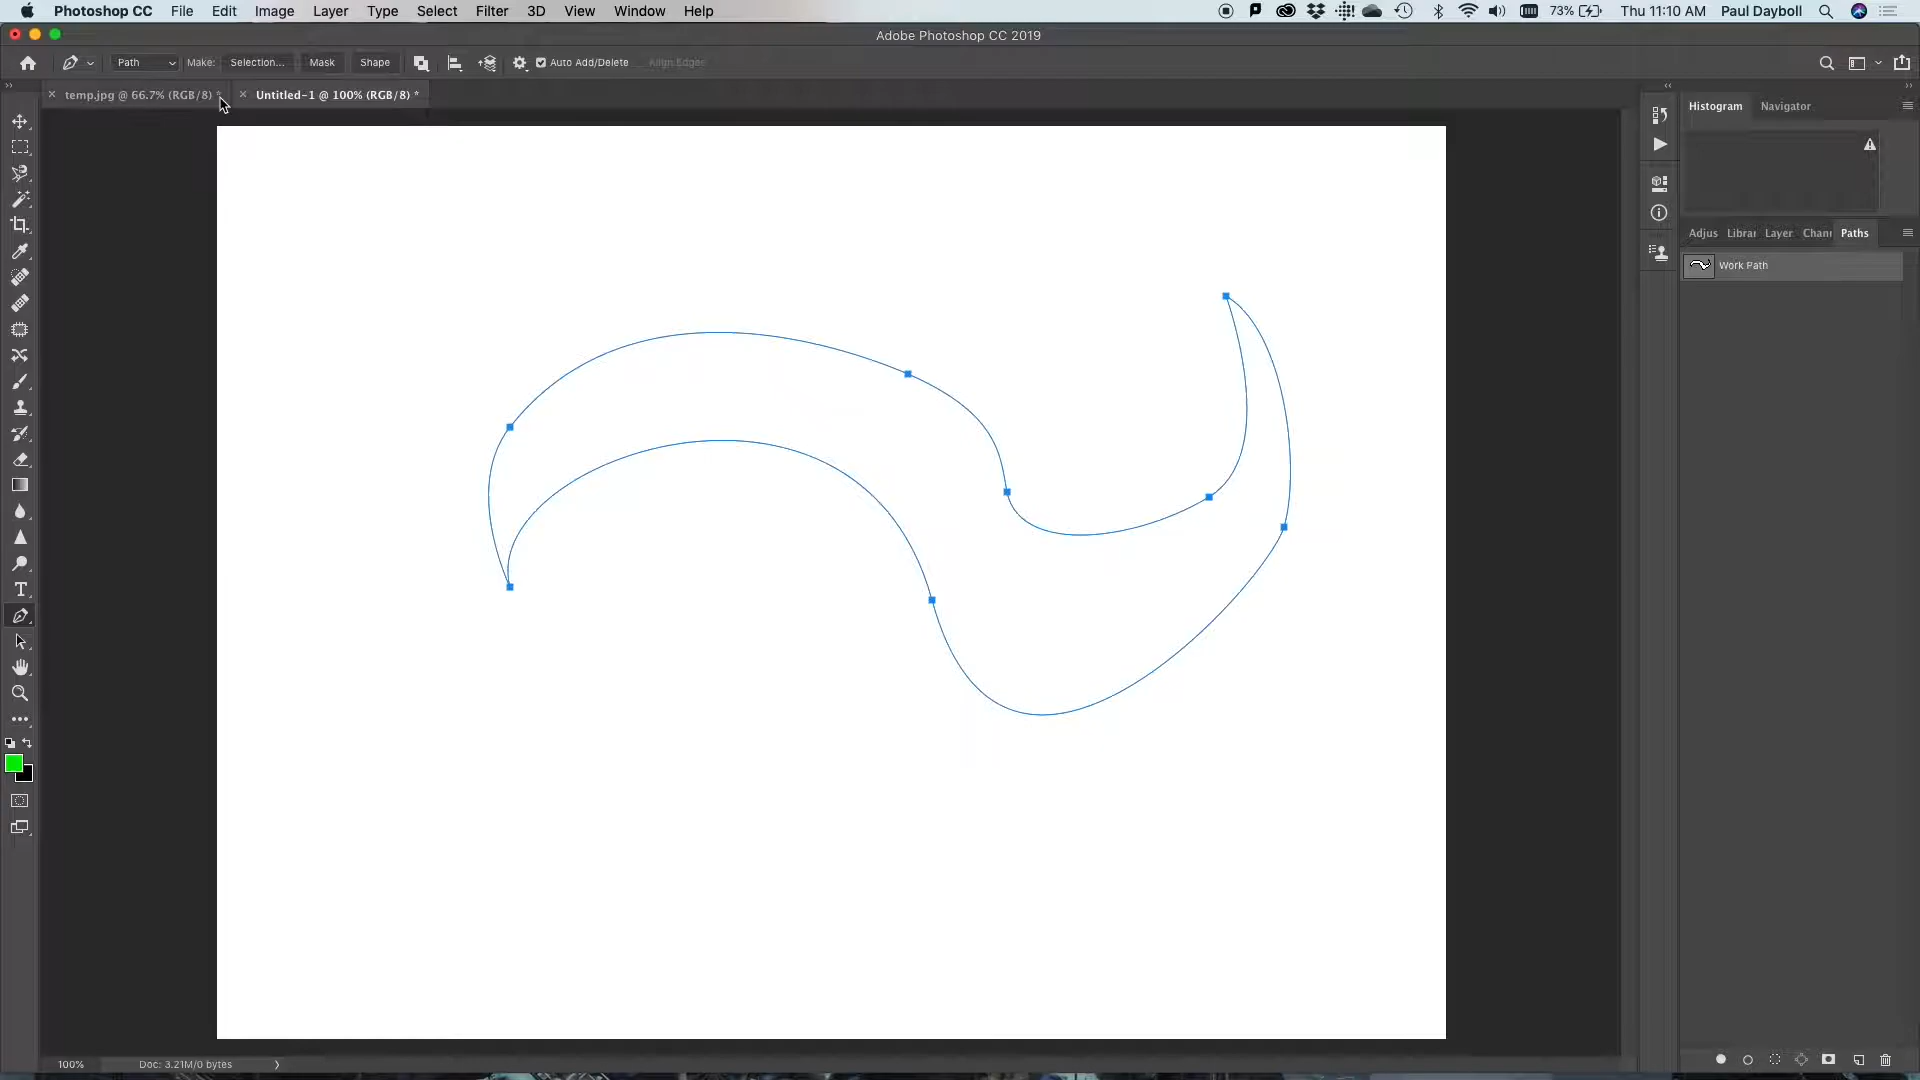 Photoshop CC File Edit Image Layer Type Select Filter 3D View Window Help 73% Thu 11:10 AM Paul Dayboll
Adobe Photoshop CC 2019
Path Make: Selection... Mask Shape Auto Add/Delete Align Edges
temp.jpg @ 66.7% (RGB/8) * Untitled-1 @ 100% (RGB/8) *
Histogram Navigator
Adjus Librar Layer Chann Paths
Work Path
T
100% Doc: 3.21M/0 bytes